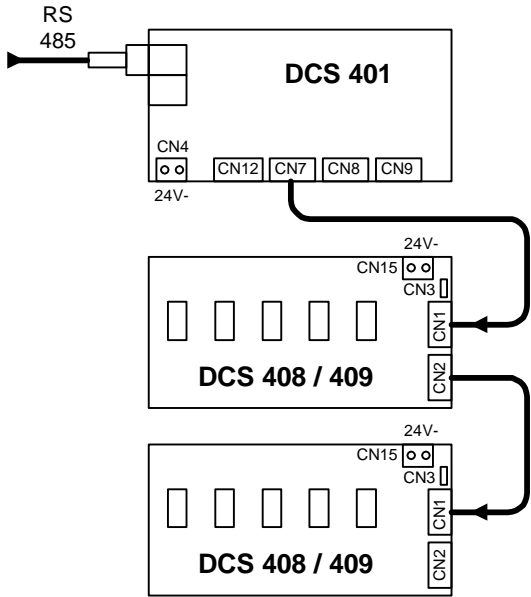 RS
485
DCS 401
CN4
CN12 CN7 CN8 CN9
24V-
24V-
CN15
CN3
CN1
CN2
DCS 408 / 409
24V-
CN15
CN3
CN1
CN2
DCS 408 / 409